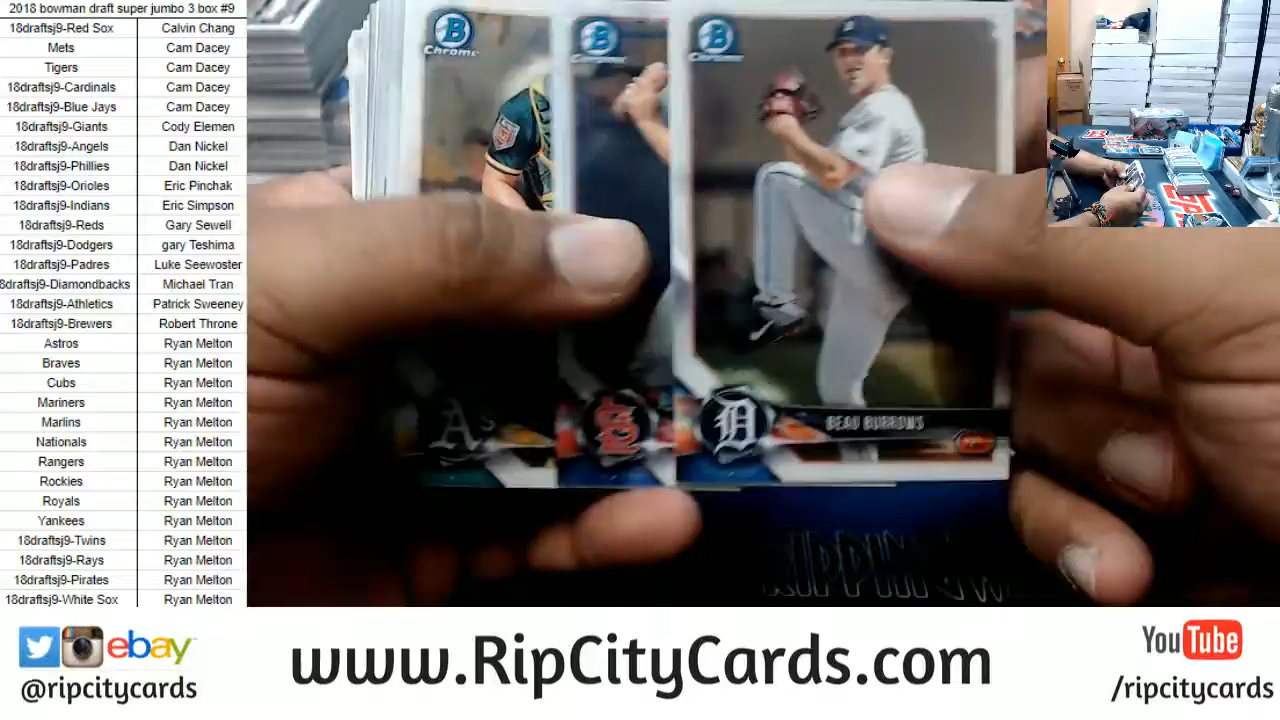 2018 bowman draft super jumbo 3 box #9
18draftsj9-Red Sox Calvin Chang
Mets Cam Dacey
Tigers Cam Dacey
18draftsj9-Cardinals Cam Dacey
18draftsj9-Blue Jays Cam Dacey
18draftsj9-Giants Cody Elemen
18draftsj9-Angels Dan Nickel
18draftsj9-Phillies Dan Nickel
18draftsj9-Orioles Eric Pinchak
18draftsj9-Indians Eric Simpson
18draftsj9-Reds Gary Sewell
18draftsj9-Dodgers gary Teshima
18draftsj9-Padres Luke Seewoster
8draftsj9-Diamondbacks Michael Tran
18draftsj9-Athletics Patrick Sweeney
18draftsj9-Brewers Robert Throne
Astros Ryan Melton
Braves Ryan Melton
Cubs Ryan Melton
Mariners Ryan Melton
Marlins Ryan Melton
Nationals Ryan Melton
Rangers Ryan Melton
Rockies Ryan Melton
Royals Ryan Melton
Yankees Ryan Melton
18draftsj9-Twins Ryan Melton
18draftsj9-Rays Ryan Melton
18draftsj9-Pirates Ryan Melton
18draftsj9-White Sox Ryan Melton
B Chrome
B Chrome
B Chrome
A's
D
BEAU BURROWS
ebay
@ripcitycards
www.RipCityCards.com
YouTube
/ripcitycards